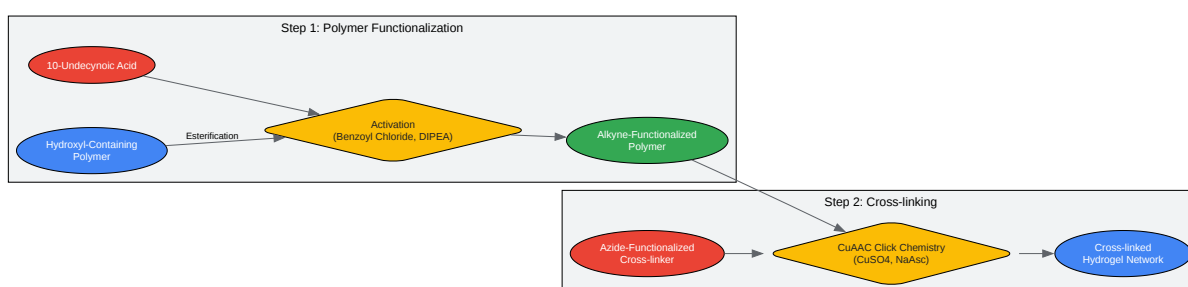 Step 1: Polymer Functionalization
10-Undecynoic Acid
Hydroxyl-Containing
Polymer
Esterification
Activation
(Benzoyl Chloride, DIPEA)
Alkyne-Functionalized
Polymer
Step 2: Cross-linking
Azide-Functionalized
Cross-linker
CuAAC Click Chemistry
(CuSO4, NaAsc)
Cross-linked
Hydrogel Network